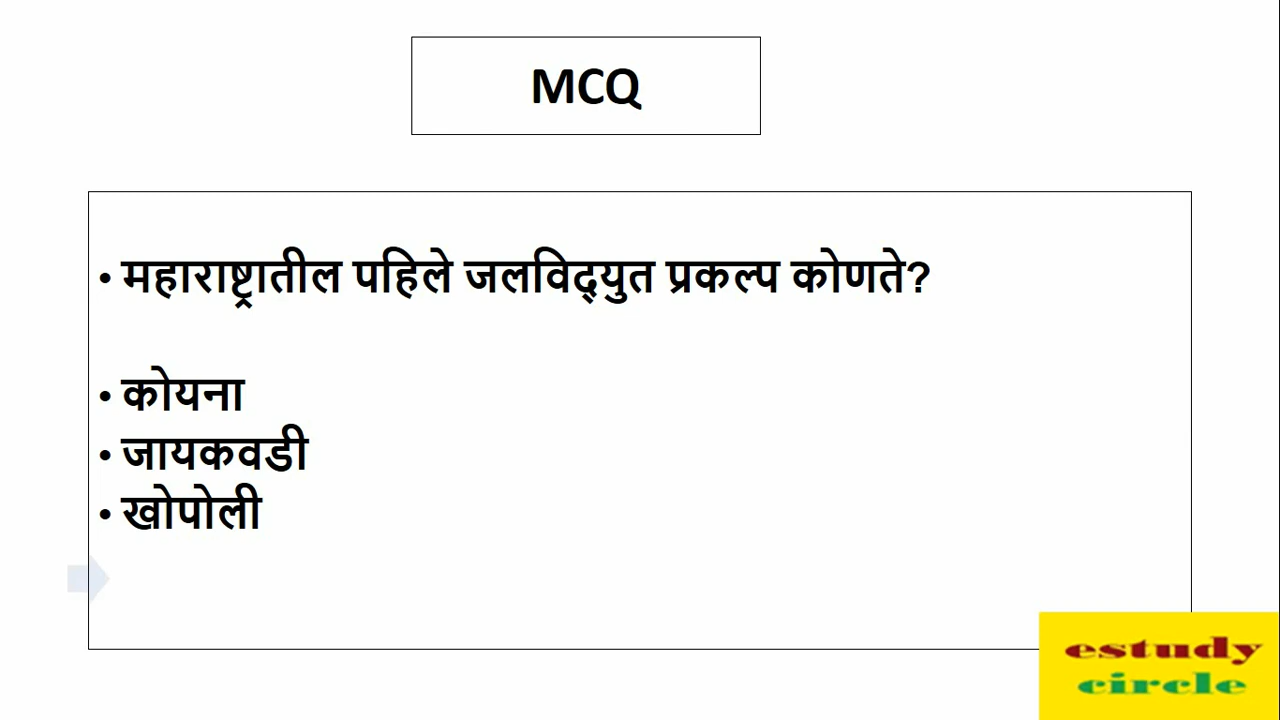 MCQ
• महाराष्ट्रातील पहिले जलविद्‌युत प्रकल्प कोणते?
• कोयना
• जायकवडी
• खोपोली
estudy
circle